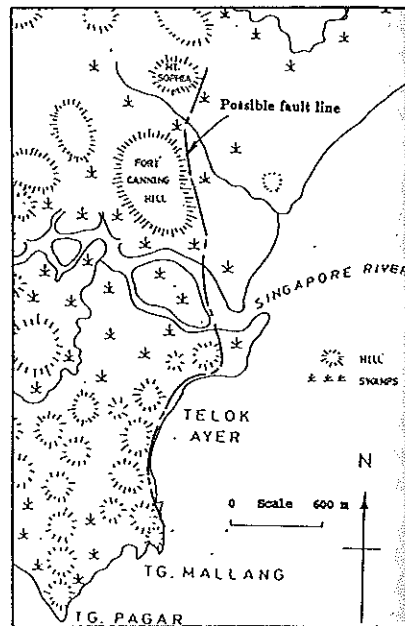 MT.
SOPHIA
Possible fault line
FORT
CANNING
HILL
SINGAPORE RIVER
HILL
SWAMPS
TELOK
AYER
N
0 Scale 600 m
TG. MALLANG
TG. PAGAR